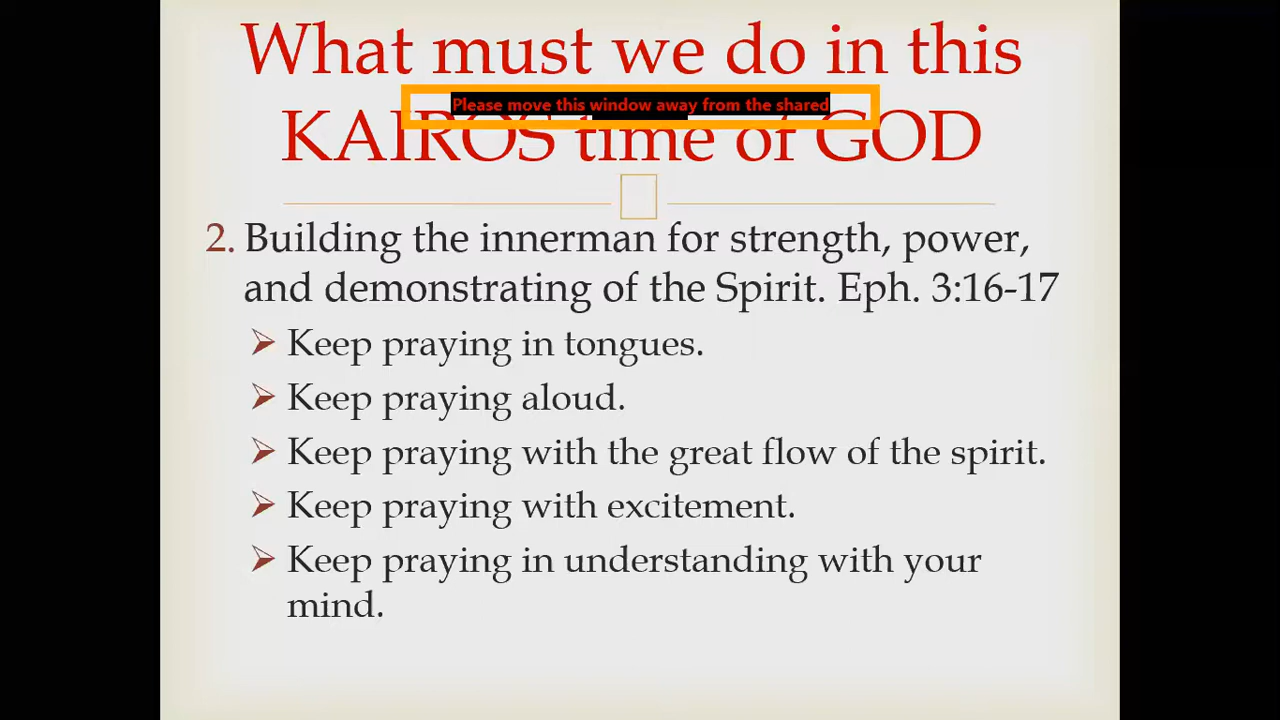 What must we do in this
Please move this window away from the shared
KAIROS time of GOD
2. Building the innerman for strength, power,
and demonstrating of the Spirit. Eph. 3:16-17
Keep praying in tongues.
Keep praying aloud.
Keep praying with the great flow of the spirit.
Keep praying with excitement.
Keep praying in understanding with your
mind.